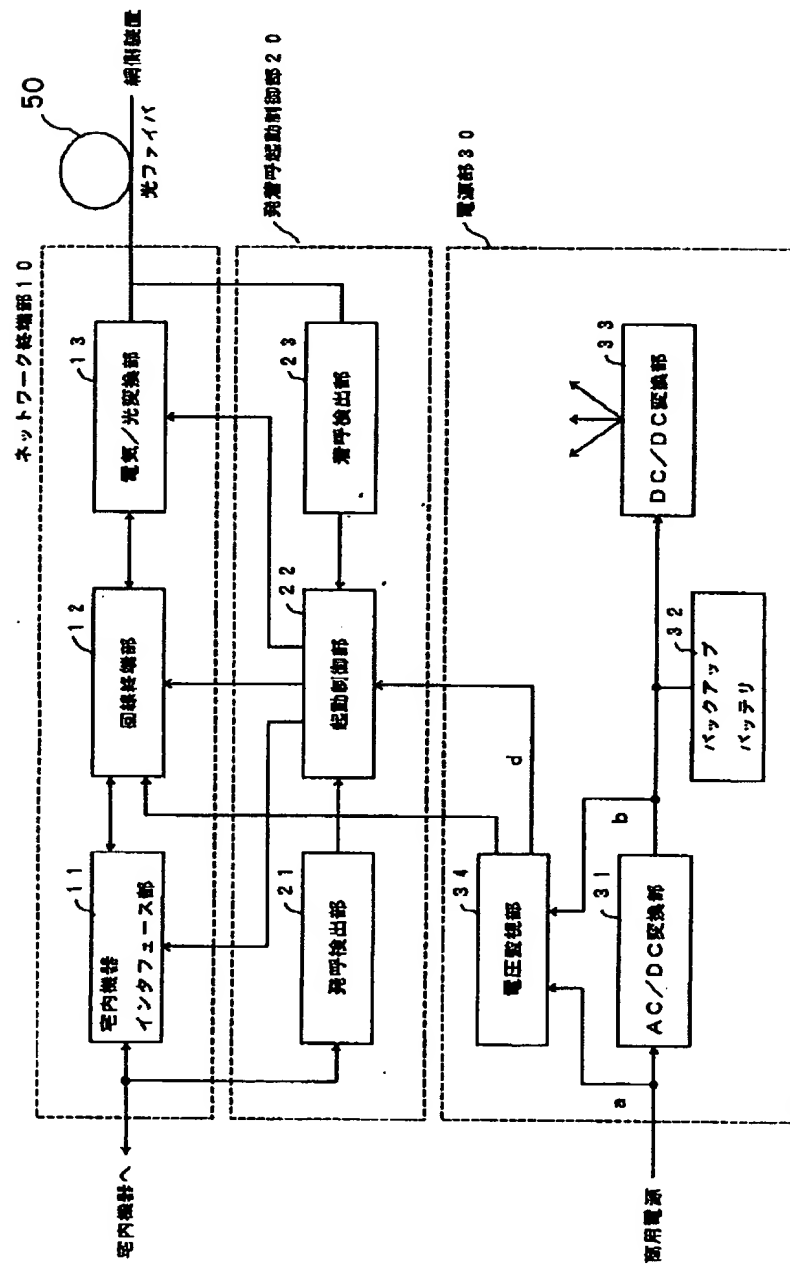 ネットワーク終端部10
宅内機器へ
11
宅内機器
インタフェース部
12
回線終端部
13
電気／光変換部
50
光ファイバ
網側装置
発着呼起動制御部20
21
発呼検出部
22
起動制御部
23
着呼検出部
電源部30
34
電圧監視部
d
a
b
商用電源
31
AC／DC変換部
32
バックアップ
バッテリ
33
DC／DC変換部